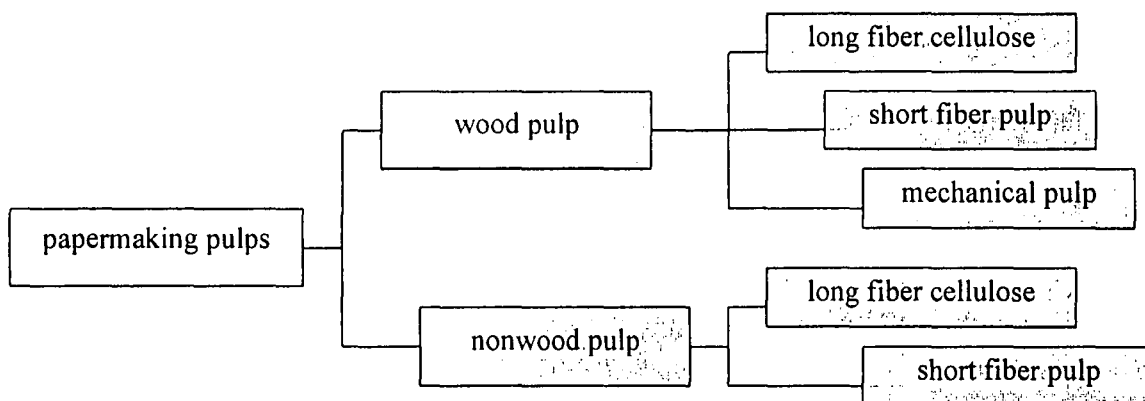 long fiber cellulose
wood pulp
short fiber pulp
mechanical pulp
papermaking pulps
long fiber cellulose
nonwood pulp
short fiber pulp